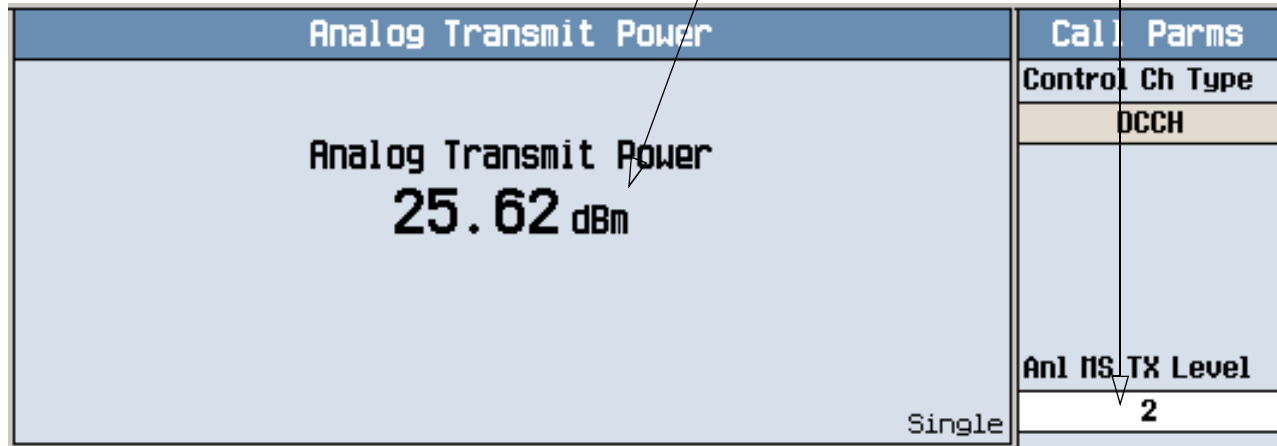 Analog Transmit Power
Analog Transmit Power
25.62 dBm
Single
Call Parms
Control Ch Type
DCCH
Anl MS TX Level
2